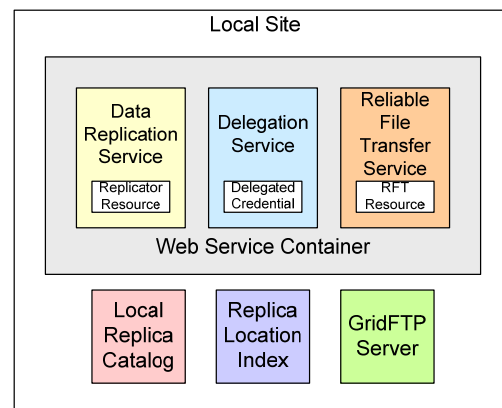 Local Site
Data
Replication
Service
Replicator
Resource
Delegation
Service
Delegated
Credential
Reliable
File
Transfer
Service
RFT
Resource
Web Service Container
Local
Replica
Catalog
Replica
Location
Index
GridFTP
Server